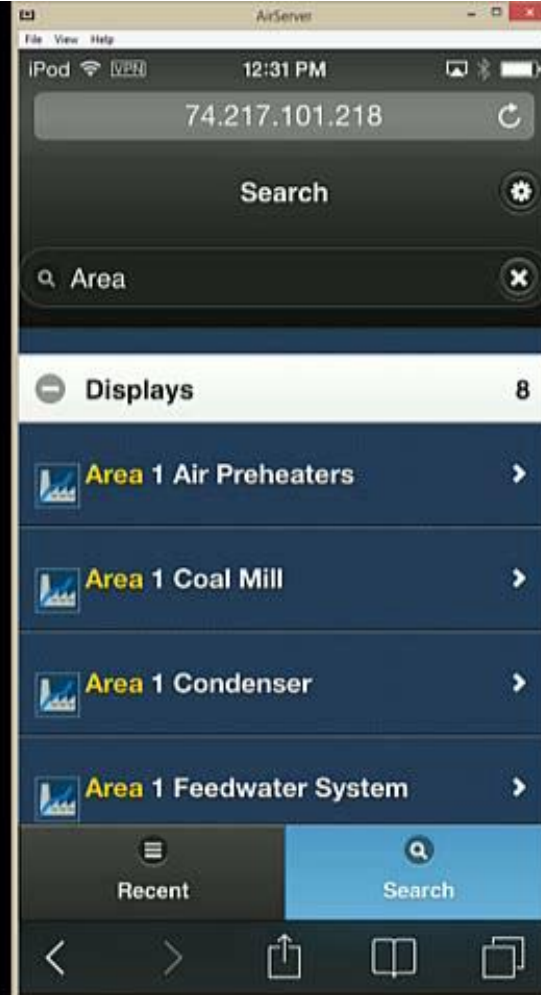 AirServer
File View Help
iPod VPN 12:31 PM
74.217.101.218
Search
Area
Displays 8
Area 1 Air Preheaters
Area 1 Coal Mill
Area 1 Condenser
Area 1 Feedwater System
Recent Search